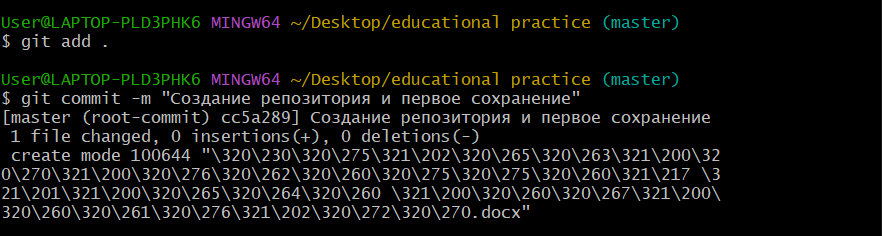 User@LAPTOP-PLD3PHK6 MINGW64 ~/Desktop/educational practice (master)
$ git add .
User@LAPTOP-PLD3PHK6 MINGW64 ~/Desktop/educational practice (master)
$ git commit -m "Создание репозитория и первое сохранение"
[master (root-commit) cc5a289] Создание репозитория и первое сохранение
 1 file changed, 0 insertions(+), 0 deletions(-)
 create mode 100644 "\320\230\320\275\321\202\320\265\320\263\321\200\32
0\270\321\200\320\276\320\262\320\260\320\275\320\275\320\260\321\217 \3
21\201\321\200\320\265\320\264\320\260 \321\200\320\260\320\267\321\200\
320\260\320\261\320\276\321\202\320\272\320\270.docx"